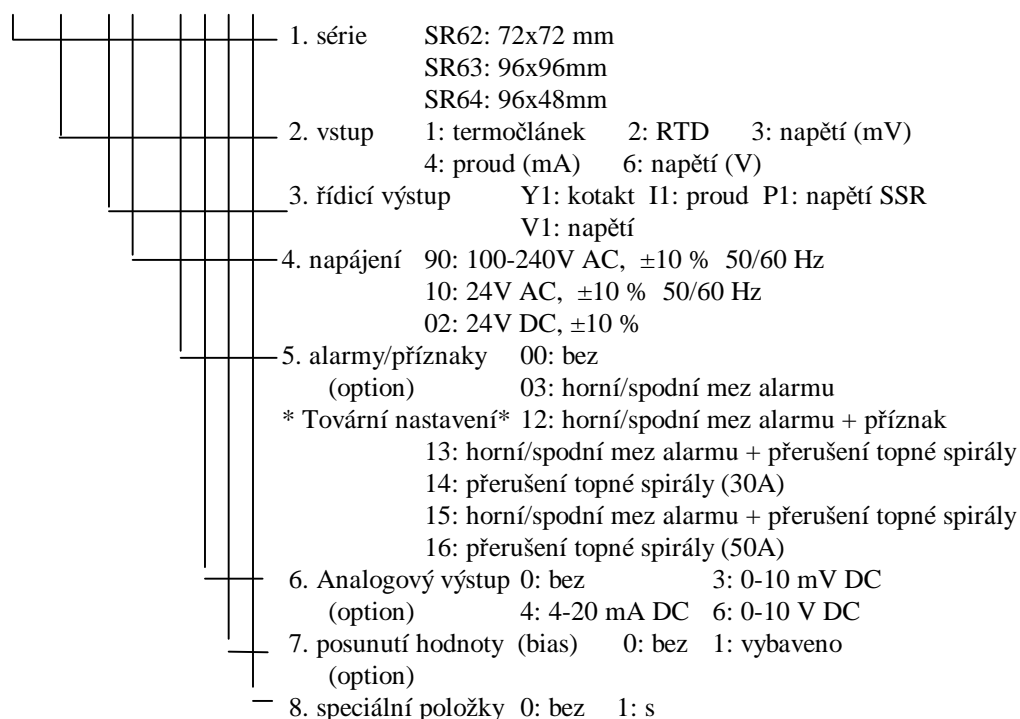 1. série SR62: 72x72 mm
SR63: 96x96mm
SR64: 96x48mm
2. vstup 1: termočlánek 2: RTD 3: napětí (mV)
4: proud (mA) 6: napětí (V)
3. řídicí výstup Y1: kotakt I1: proud P1: napětí SSR
V1: napětí
4. napájení 90: 100-240V AC, ±10 % 50/60 Hz
10: 24V AC, ±10 % 50/60 Hz
02: 24V DC, ±10 %
5. alarmy/příznaky 00: bez
(option) 03: horní/spodní mez alarmu
* Tovární nastavení* 12: horní/spodní mez alarmu + příznak
13: horní/spodní mez alarmu + přerušení topné spirály
14: přerušení topné spirály (30A)
15: horní/spodní mez alarmu + přerušení topné spirály
16: přerušení topné spirály (50A)
6. Analogový výstup 0: bez 3: 0-10 mV DC
(option) 4: 4-20 mA DC 6: 0-10 V DC
7. posunutí hodnoty (bias) 0: bez 1: vybaveno
(option)
8. speciální položky 0: bez 1: s